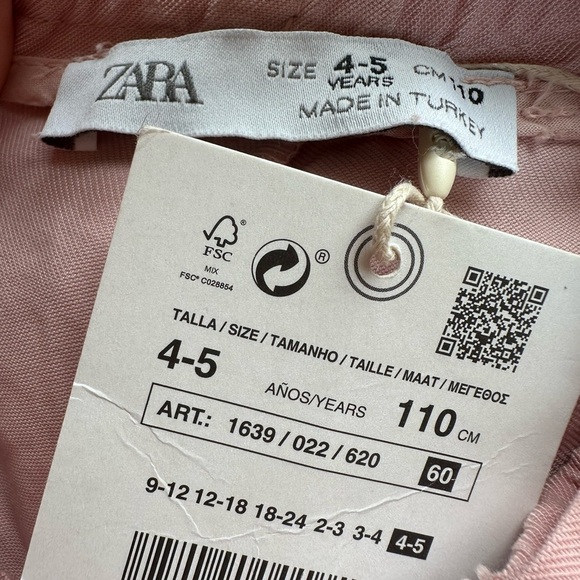 ZARA
SIZE 4-5 CM 110
YEARS
MADE IN TURKEY
FSC®
MIX
FSC® C028854
®
TALLA / SIZE / TAMANHO / TAILLE / MAAT / ΜΕΓΕΘΟΣ
4-5 AÑOS/YEARS 110 CM
ART.: 1639 / 022 / 620 60
9-12 12-18 18-24 2-3 3-4 4-5